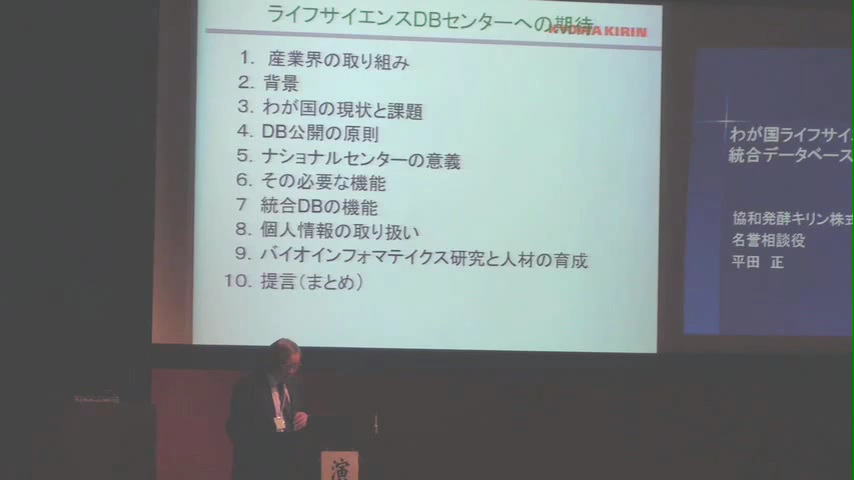 ライフサイエンスDBセンターへの期待
KYOWA KIRIN
1. 産業界の取り組み
2. 背景
3. わが国の現状と課題
4. DB公開の原則
5. ナショナルセンターの意義
6. その必要な機能
7 統合DBの機能
8. 個人情報の取り扱い
9. バイオインフォマテイクス研究と人材の育成
10. 提言(まとめ)
わが国ライフサイ
統合データベース
協和発酵キリン株式
名誉相談役
平田 正
演